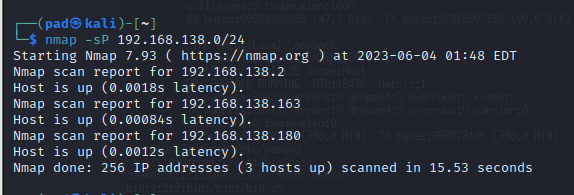 ┌──(pad㉿kali)-[~]
└─$ nmap -sP 192.168.138.0/24
Starting Nmap 7.93 ( https://nmap.org ) at 2023-06-04 01:48 EDT
Nmap scan report for 192.168.138.2
Host is up (0.0018s latency).
Nmap scan report for 192.168.138.163
Host is up (0.00084s latency).
Nmap scan report for 192.168.138.180
Host is up (0.0012s latency).
Nmap done: 256 IP addresses (3 hosts up) scanned in 15.53 seconds